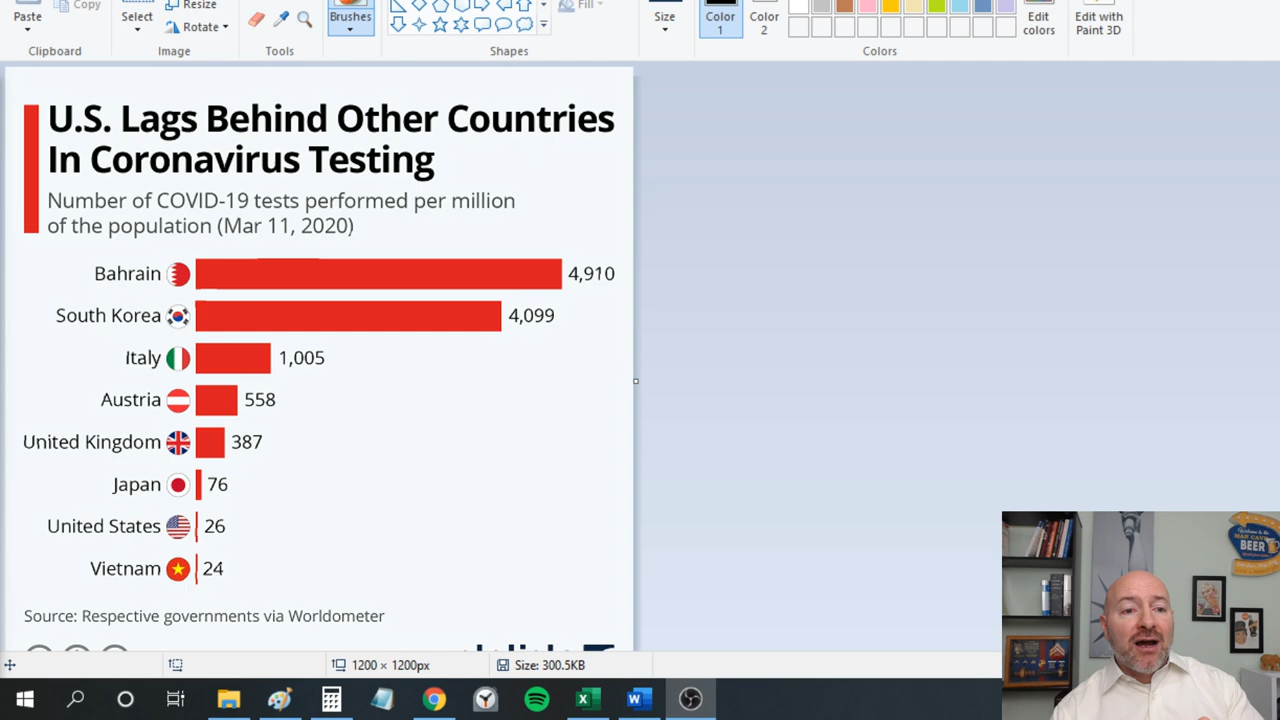 Paste
Copy
Select
Resize
Rotate
Brushes
Fill
Size
Color
1
Color
2
Edit
colors
Edit with
Paint 3D
Clipboard
Image
Tools
Shapes
Colors
U.S. Lags Behind Other Countries
In Coronavirus Testing
Number of COVID-19 tests performed per million
of the population (Mar 11, 2020)
Bahrain 4,910
South Korea 4,099
Italy 1,005
Austria 558
United Kingdom 387
Japan 76
United States 26
Vietnam 24
Source: Respective governments via Worldometer
1200 × 1200px
Size: 300.5KB
BEER